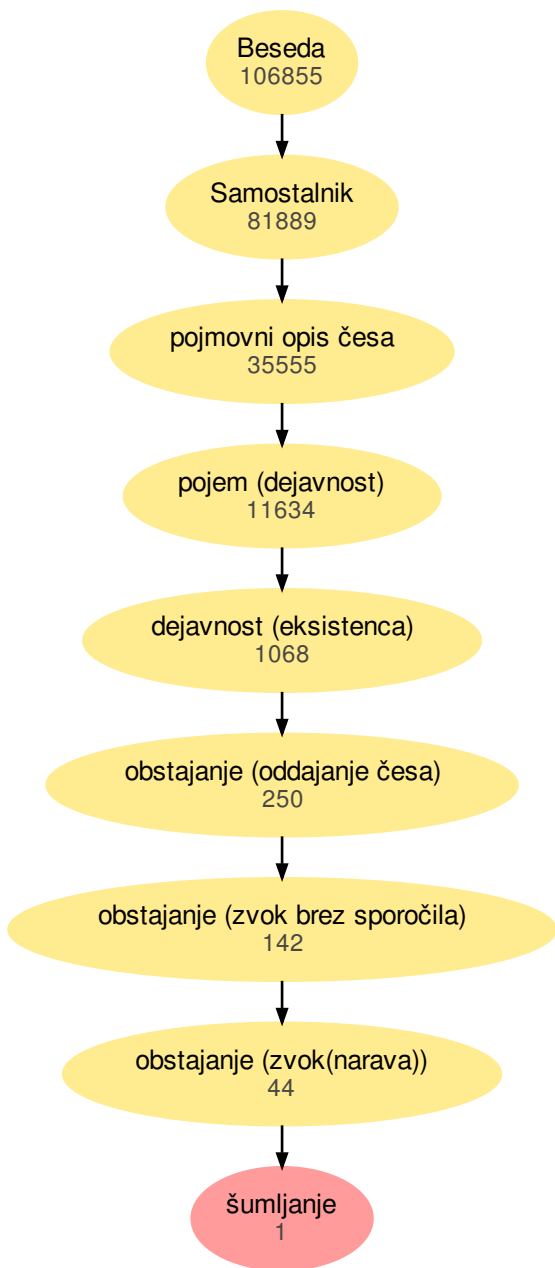 Beseda
106855
Samostalnik
81889
pojmovni opis česa
35555
pojem (dejavnost)
11634
dejavnost (eksistenca)
1068
obstajanje (oddajanje česa)
250
obstajanje (zvok brez sporočila)
142
obstajanje (zvok(narava))
44
šumljanje
1